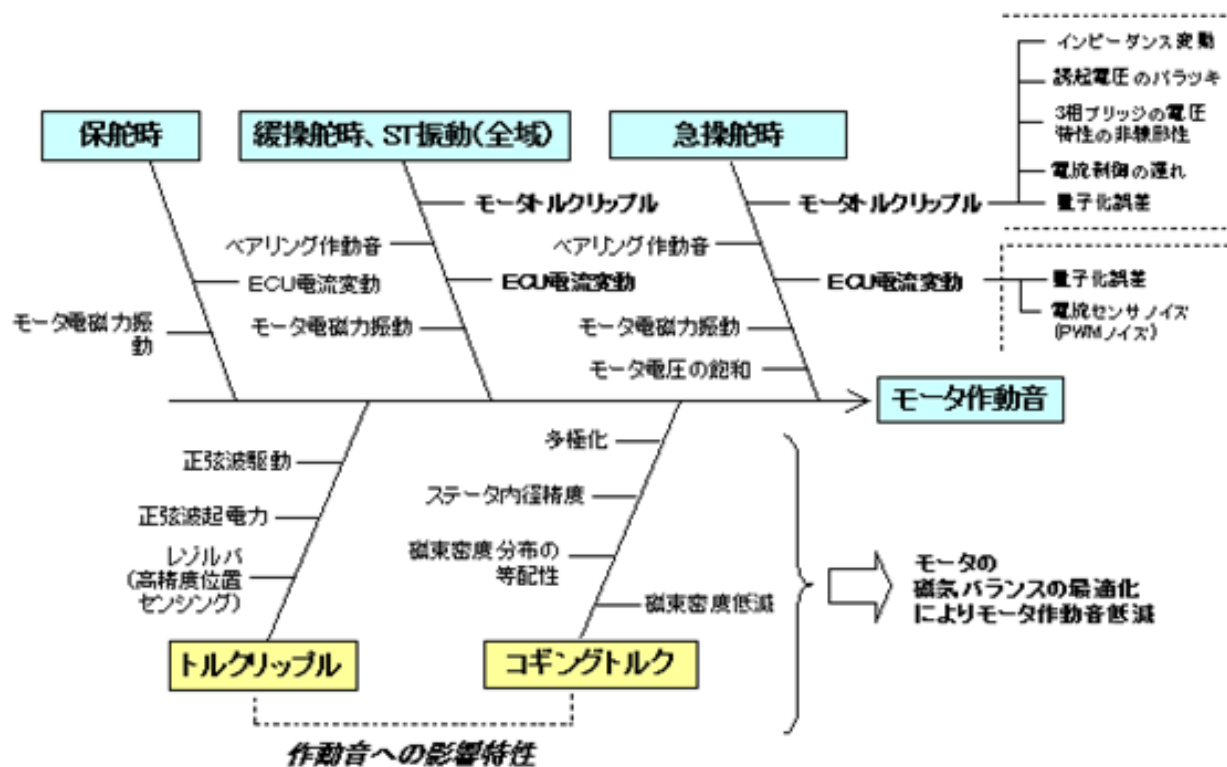 インピーダンス変動
誘起電圧のバラツキ
3相ブリッジの電圧
特性の非線形性
電流制御の遅れ
量子化誤差
保舵時
緩操舵時、ST振動(全域)
急操舵時
モータトルクリップル
モータトルクリップル
ベアリング作動音
ベアリング作動音
ECU電流変動
ECU電流変動
ECU電流変動
量子化誤差
電流センサノイズ
(PWMノイズ)
モータ電磁力振
動
モータ電磁力振動
モータ電磁力振動
モータ電圧の飽和
モータ作動音
正弦波駆動
正弦波起電力
レゾルバ
(高精度位置
センシング)
多極化
ステータ内径精度
磁束密度分布の
等配性
磁束密度低減
モータの
磁気バランスの最適化
によりモータ作動音低減
トルクリップル
コギングトルク
作動音への影響特性